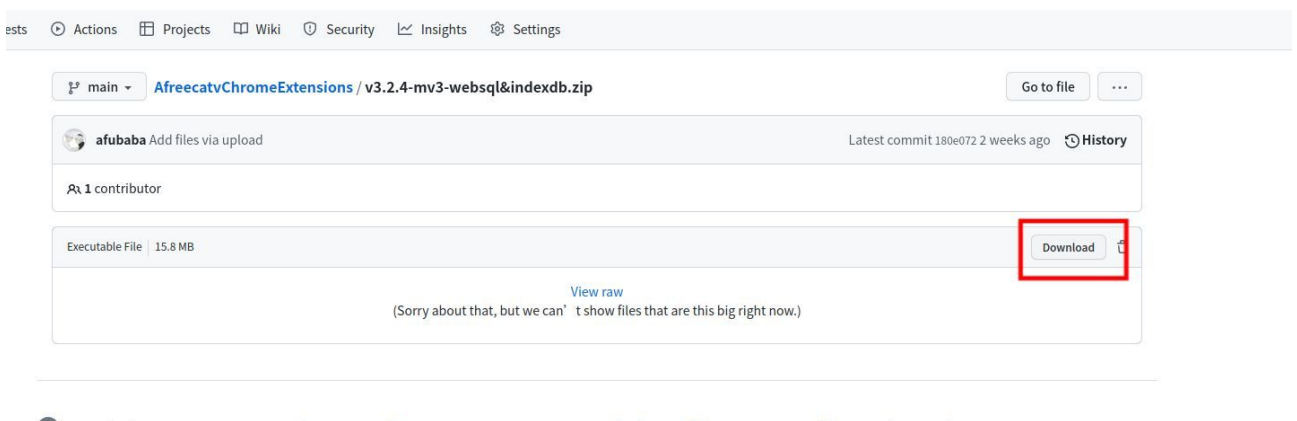 ests Actions Projects Wiki Security Insights Settings
main AfreecatvChromeExtensions / v3.2.4-mv3-websql&indexdb.zip Go to file ...
afubaba Add files via upload Latest commit 180e072 2 weeks ago History
1 contributor
Executable File 15.8 MB Download
View raw
(Sorry about that, but we can’t show files that are this big right now.)